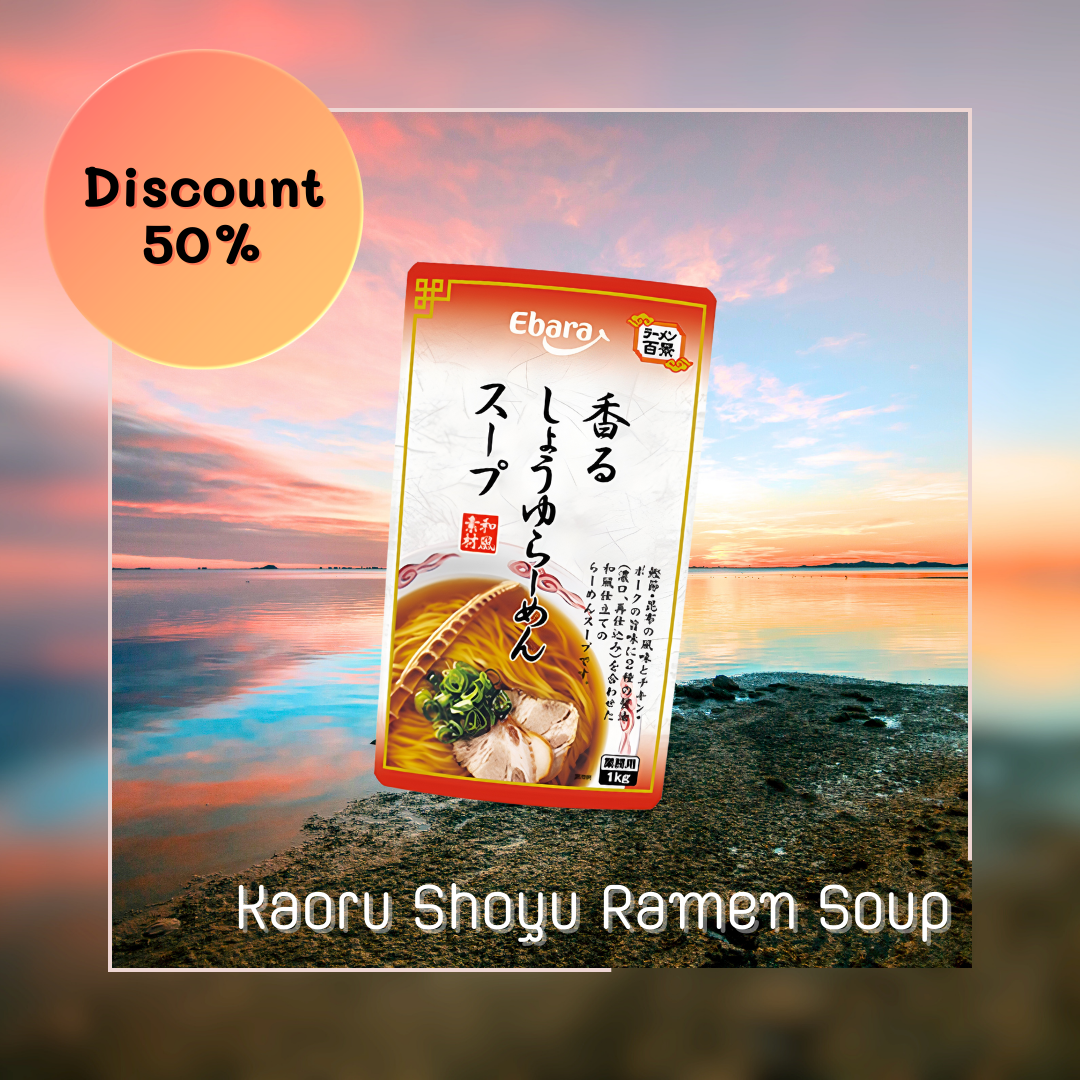 Discount
50%
Ebara
ラーメン
百景
香る
しょうゆらーめん
スープ
和風
素材
鰹節・昆布の風味とチキン・
ポークの旨味に2種の醤油
(濃口、再仕込み)を合わせた
和風仕立ての
らーめんスープです。
業務用
1kg
Kaoru Shoyu Ramen Soup